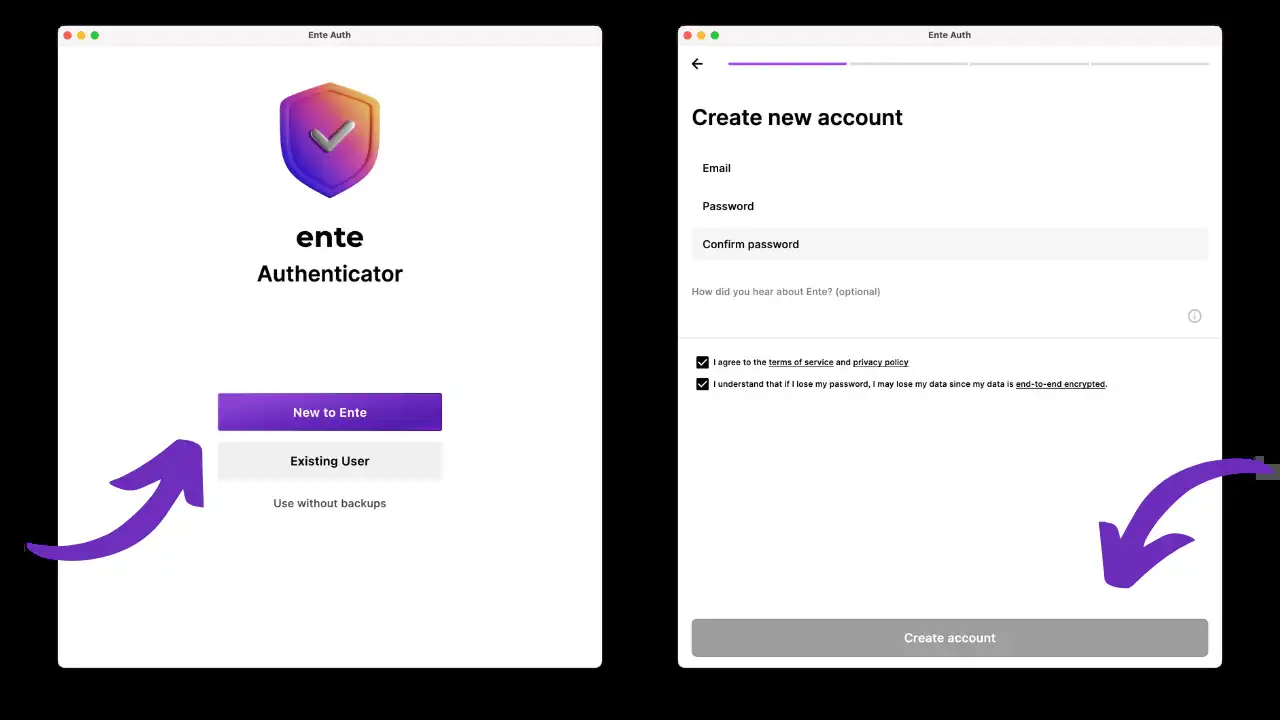 Ente Auth
ente
Authenticator
New to Ente
Existing User
Use without backups
Ente Auth
Create new account
Email
Password
Confirm password
How did you hear about Ente? (optional)
I agree to the terms of service and privacy policy
I understand that if I lose my password, I may lose my data since my data is end-to-end encrypted.
Create account